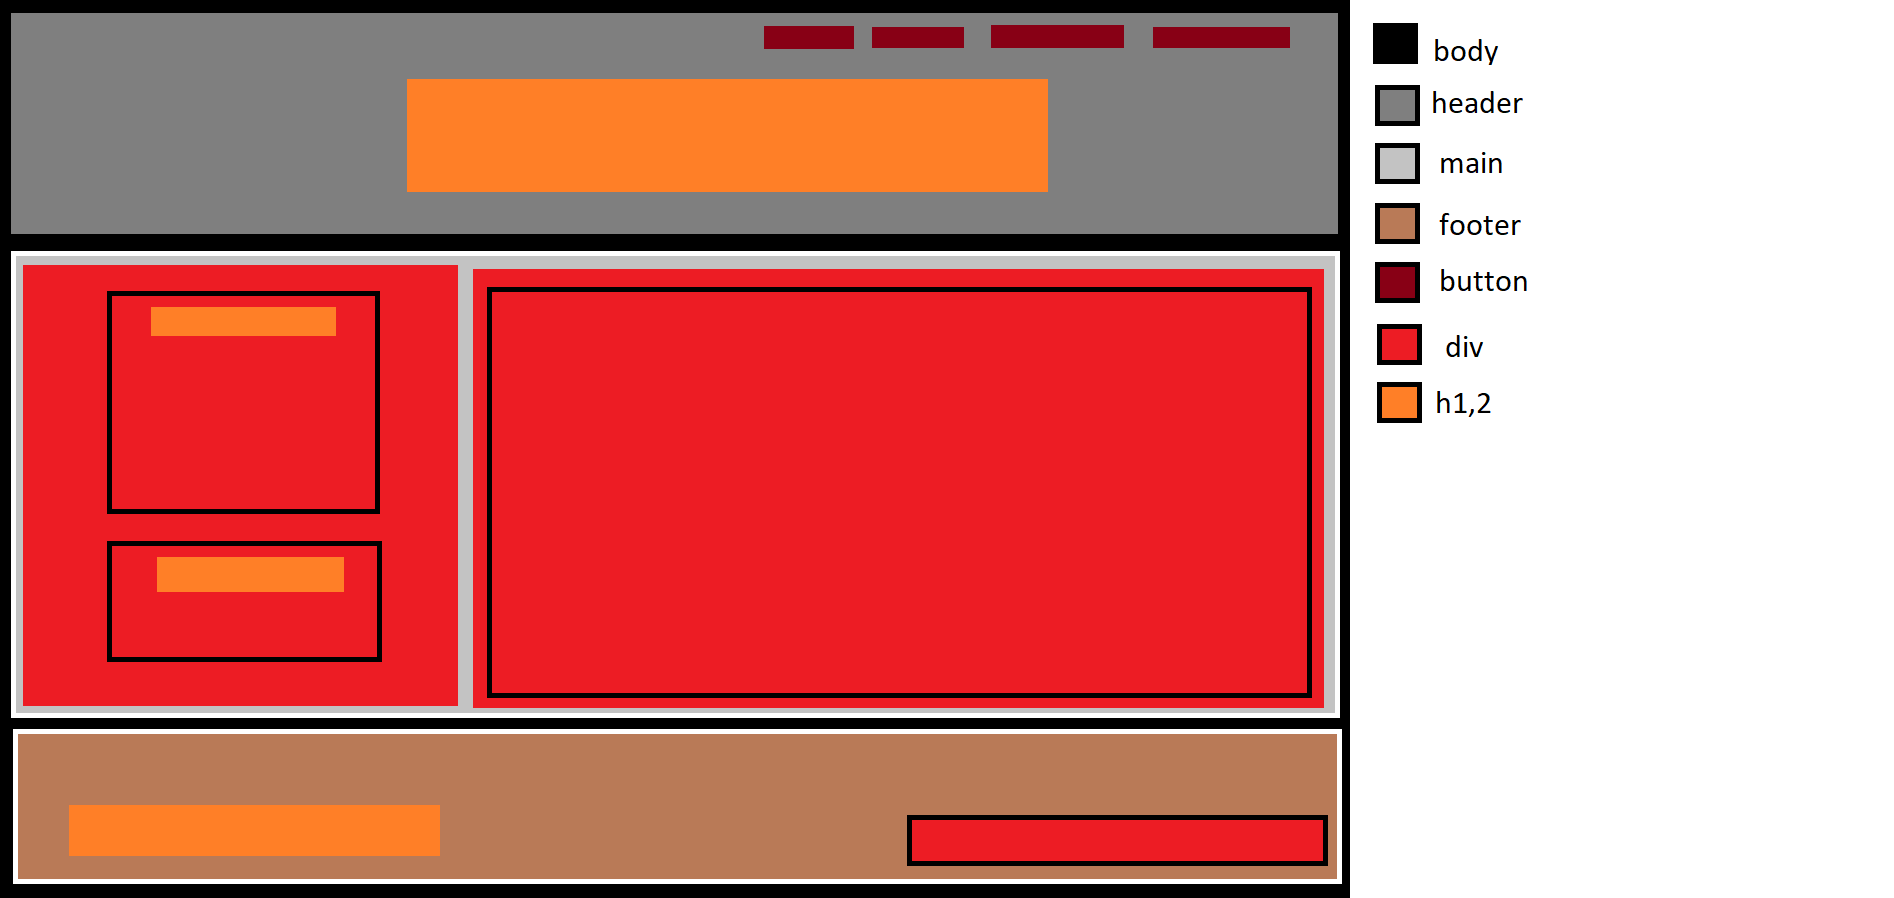 body
header
main
footer
button
div
h1,2